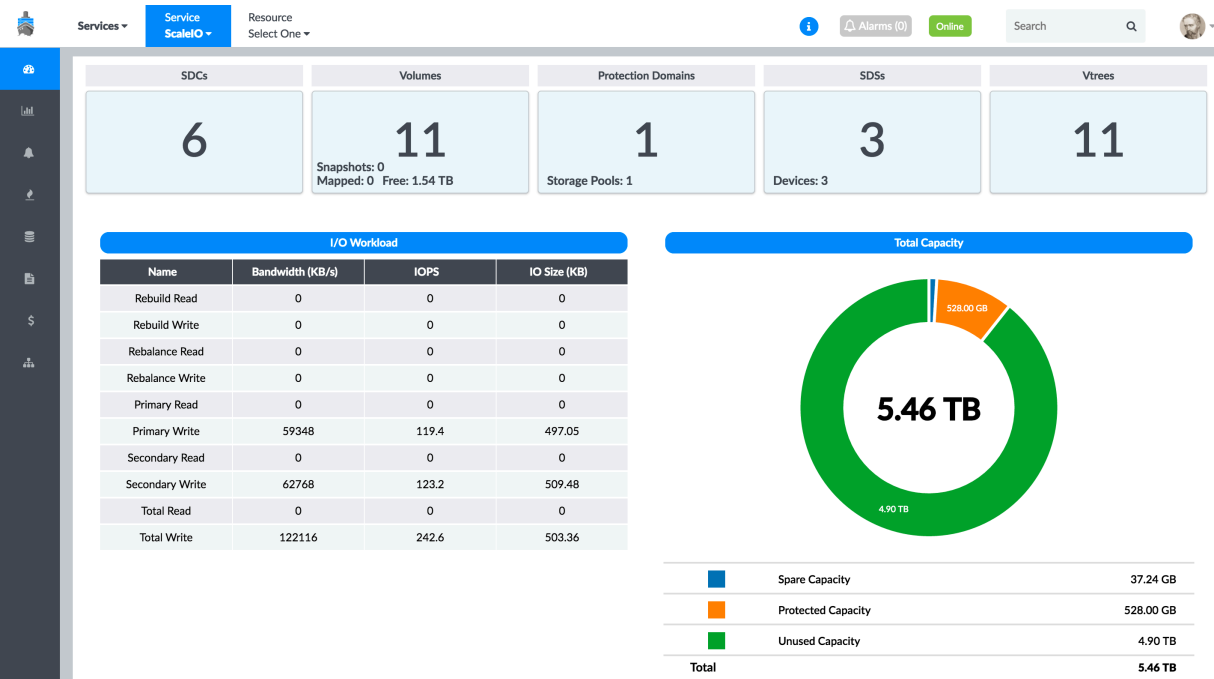 Services
Service
ScaleIO
Resource
Select One
Alarms (0)
Online
Search
SDCs
6
Volumes
11
Snapshots: 0
Mapped: 0 Free: 1.54 TB
Protection Domains
1
Storage Pools: 1
SDSs
3
Devices: 3
Vtrees
11
I/O Workload
Name Bandwidth (KB/s) IOPS IO Size (KB)
Rebuild Read 0 0 0
Rebuild Write 0 0 0
Rebalance Read 0 0 0
Rebalance Write 0 0 0
Primary Read 0 0 0
Primary Write 59348 119.4 497.05
Secondary Read 0 0 0
Secondary Write 62768 123.2 509.48
Total Read 0 0 0
Total Write 122116 242.6 503.36
Total Capacity
528.00 GB
5.46 TB
4.90 TB
Spare Capacity 37.24 GB
Protected Capacity 528.00 GB
Unused Capacity 4.90 TB
Total 5.46 TB